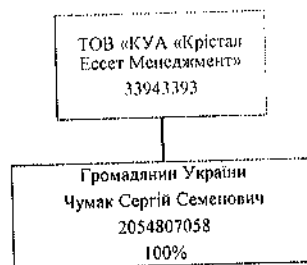 ТОВ «КУА «Крістал
Ессет Менеджмент»
33943393
Громадянин України
Чумак Сергій Семенович
2054807058
100%